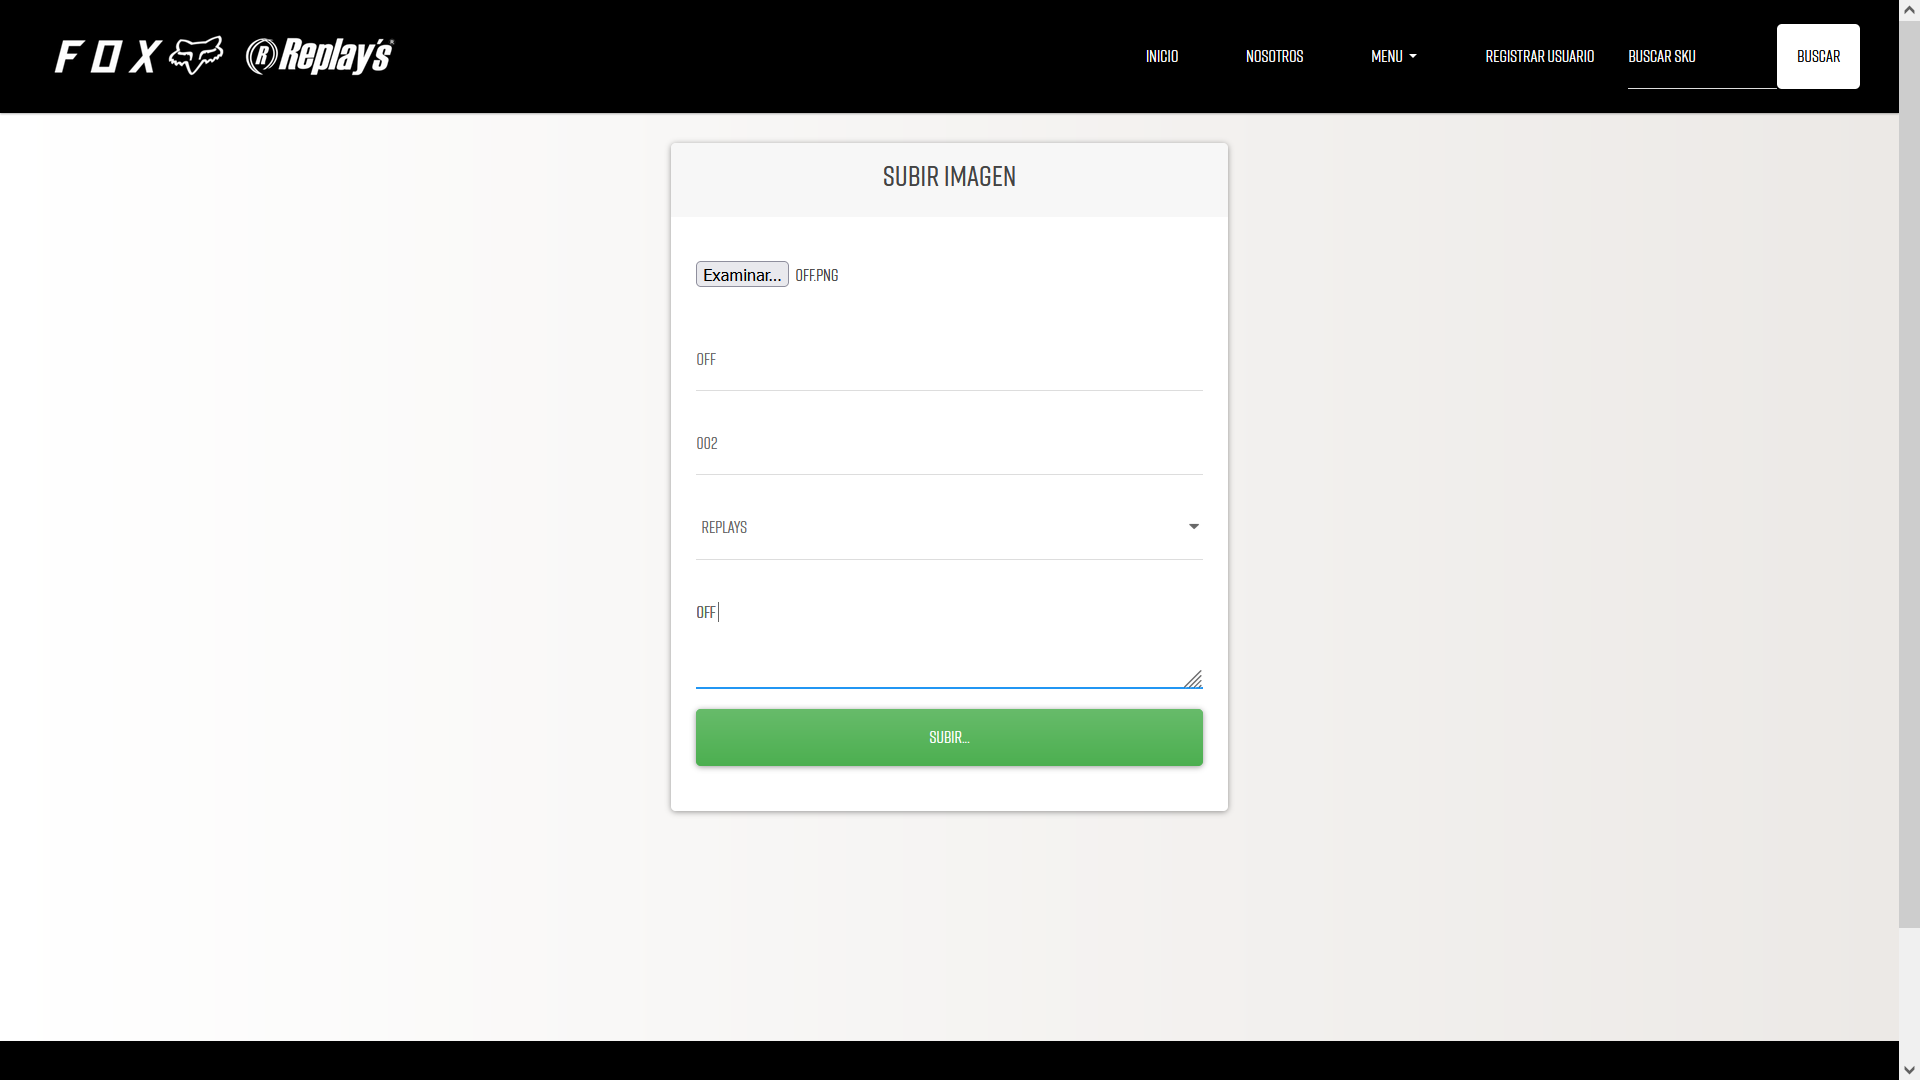 FOX R Replay's®
INICIO NOSOTROS MENU REGISTRAR USUARIO BUSCAR SKU BUSCAR
SUBIR IMAGEN
Examinar... OFF.PNG
OFF
002
REPLAYS
OFF
SUBIR...